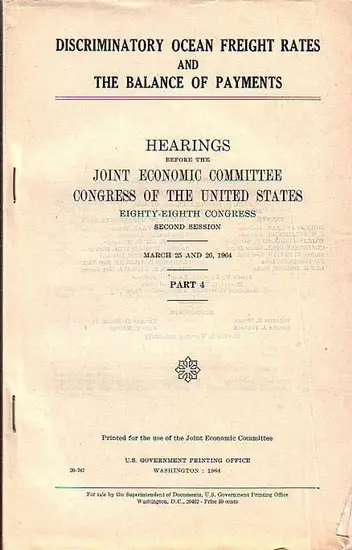 DISCRIMINATORY OCEAN FREIGHT RATES
AND
THE BALANCE OF PAYMENTS
HEARINGS
BEFORE THE
JOINT ECONOMIC COMMITTEE
CONGRESS OF THE UNITED STATES
EIGHTY-EIGHTH CONGRESS
SECOND SESSION
MARCH 25 AND 26, 1964
PART 4
Printed for the use of the Joint Economic Committee
U.S. GOVERNMENT PRINTING OFFICE
20-707 WASHINGTON : 1964
For sale by the Superintendent of Documents, U.S. Government Printing Office
Washington, D.C., 20402 - Price 50 cents